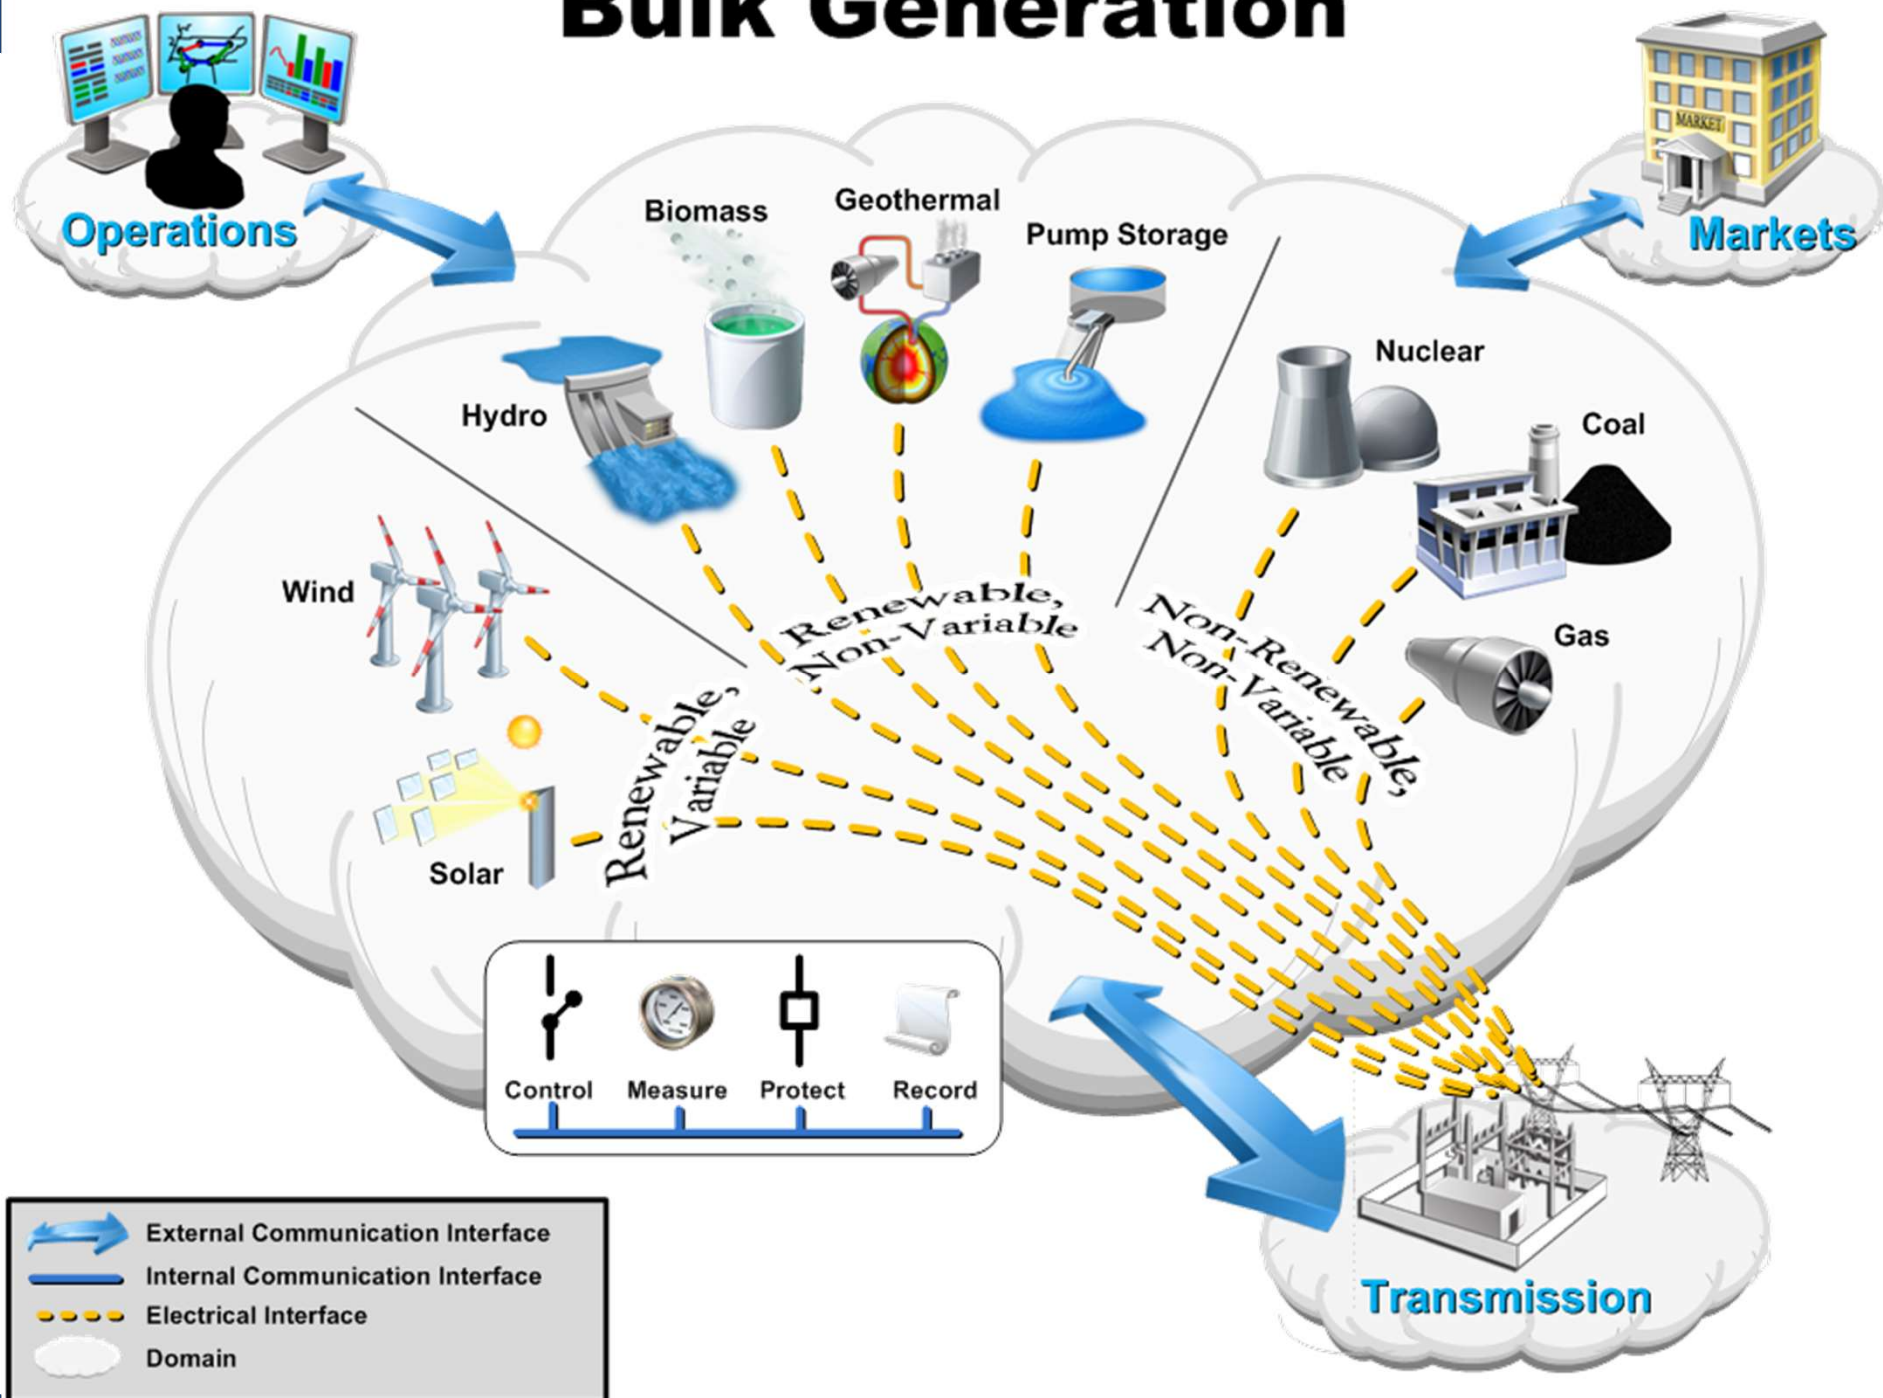 Bulk Generation
MARKET
Operations
Markets
Biomass
Geothermal
Pump Storage
Hydro
Nuclear
Coal
Wind
Gas
Solar
Renewable,
Variable
Renewable,
Non-Variable
Non-Renewable,
Non-Variable
Control
Measure
Protect
Record
External Communication Interface
Internal Communication Interface
Electrical Interface
Domain
Transmission